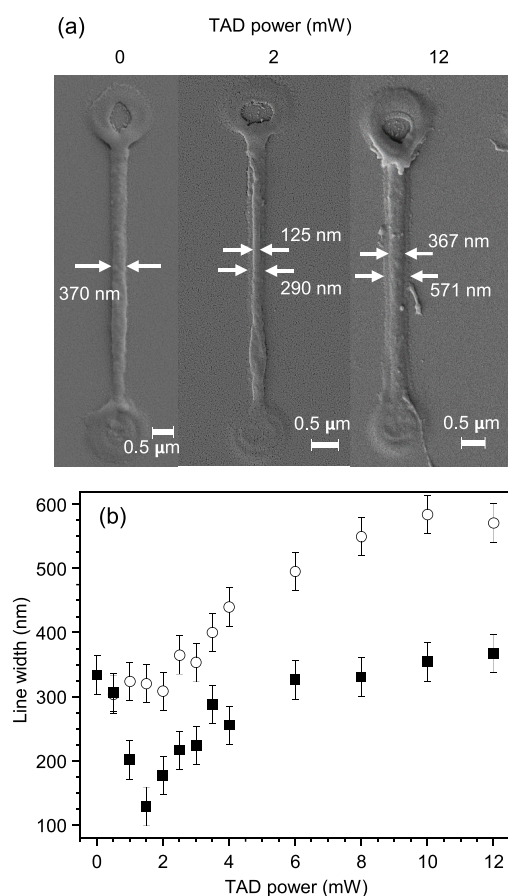 (a) TAD power (mW)
0 2 12
125 nm 367 nm
370 nm 290 nm 571 nm
0.5 µm 0.5 µm 0.5 µm
(b)
Line width (nm)
600
500
400
300
200
100
0 2 4 6 8 10 12
TAD power (mW)